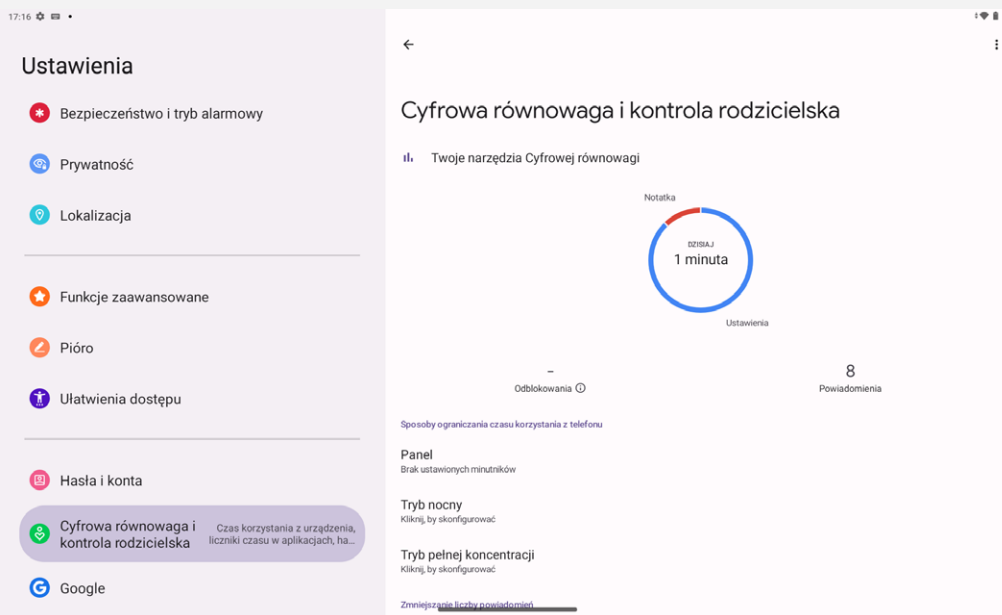 17:16
Ustawienia
Bezpieczeństwo i tryb alarmowy
Prywatność
Lokalizacja
Funkcje zaawansowane
Pióro
Ułatwienia dostępu
Hasła i konta
Cyfrowa równowaga i
kontrola rodzicielska
Czas korzystania z urządzenia,
liczniki czasu w aplikacjach, ha...
Google
Cyfrowa równowaga i kontrola rodzicielska
Twoje narzędzia Cyfrowej równowagi
Notatka
DZISIAJ
1 minuta
Ustawienia
–
Odblokowania
8
Powiadomienia
Sposoby ograniczania czasu korzystania z telefonu
Panel
Brak ustawionych minutników
Tryb nocny
Kliknij, by skonfigurować
Tryb pełnej koncentracji
Kliknij, by skonfigurować
Zmniejszanie liczby powiadomień